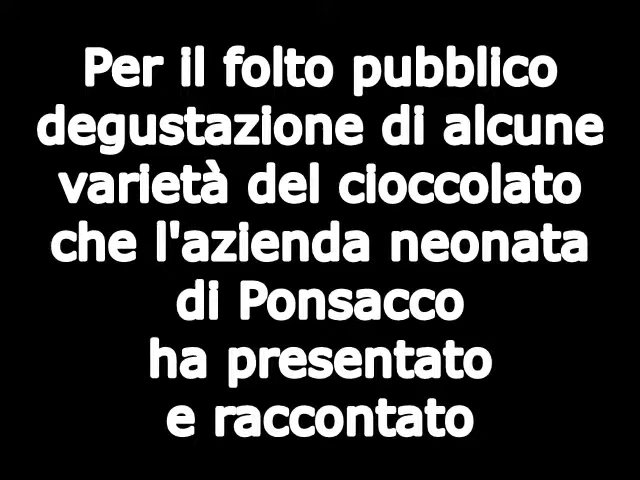 Per il folto pubblico
degustazione di alcune
varietà del cioccolato
che l'azienda neonata
di Ponsacco
ha presentato
e raccontato